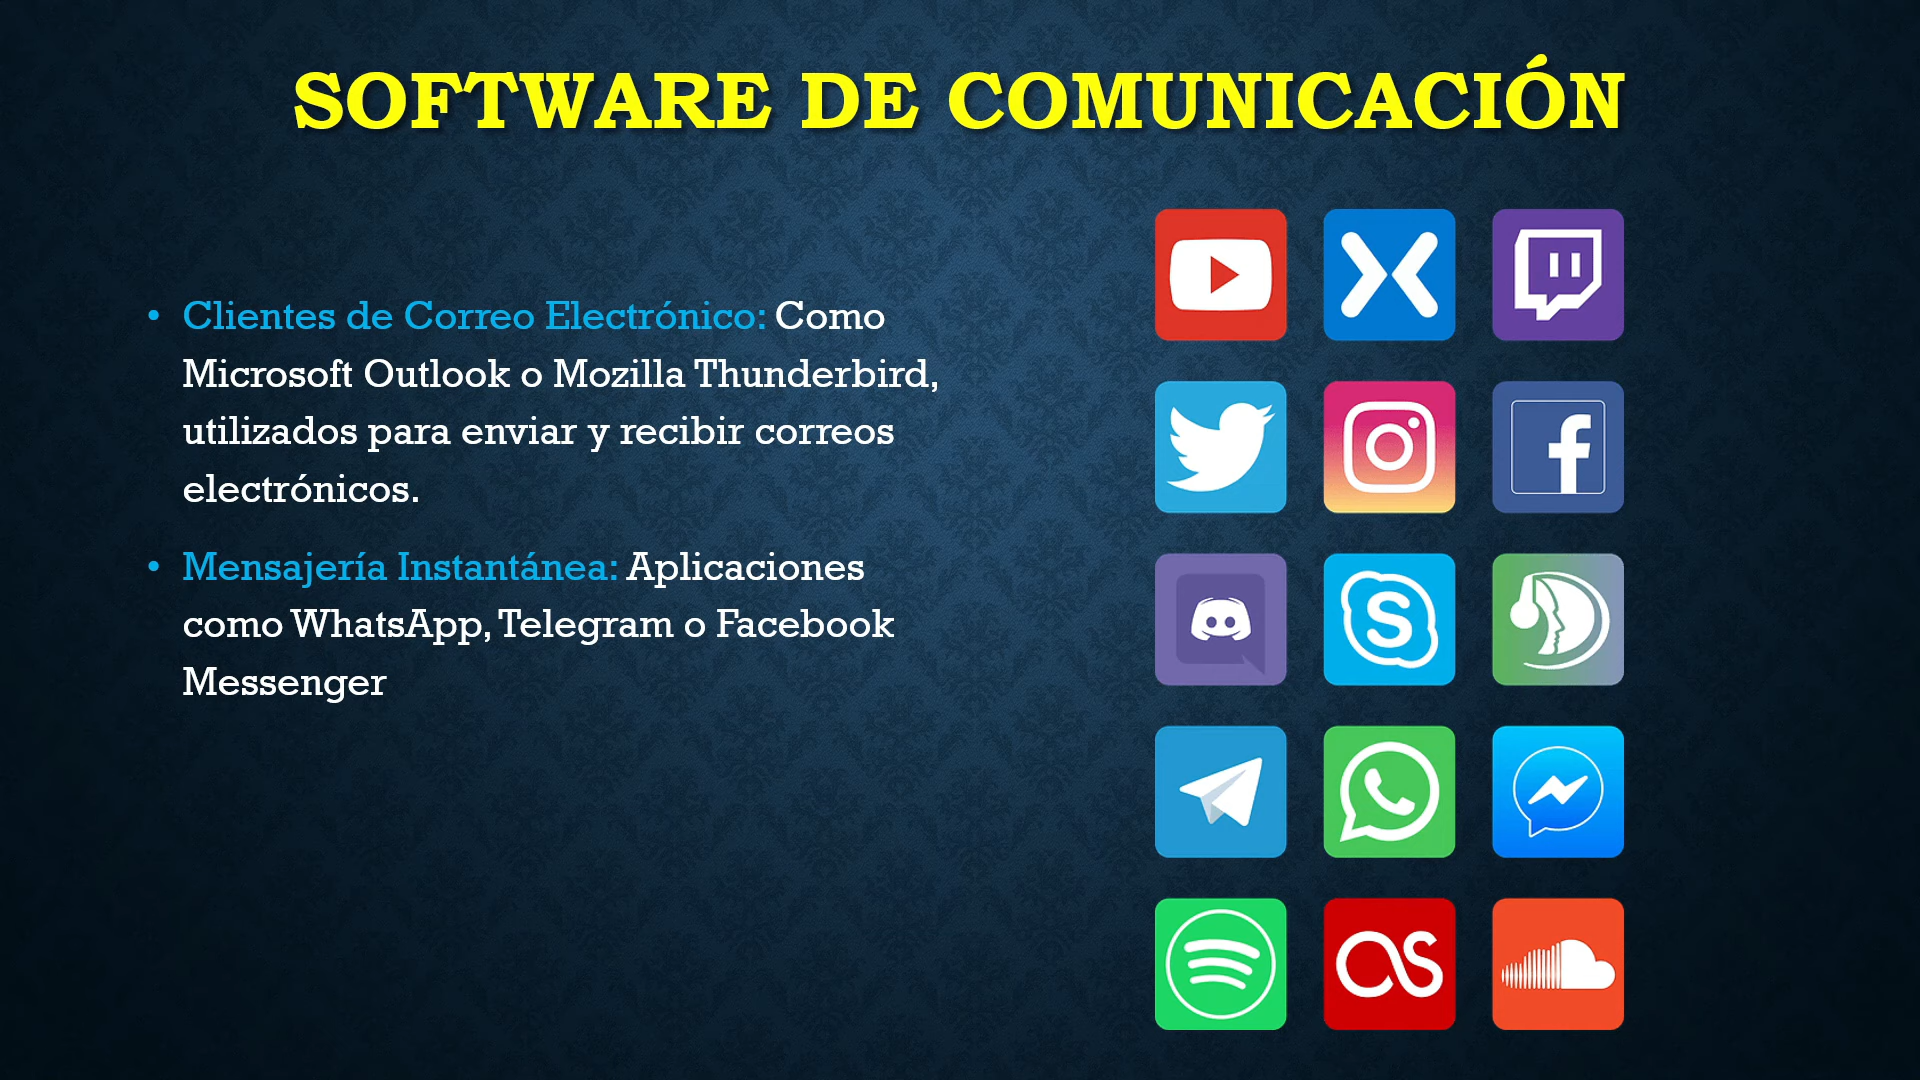 SOFTWARE DE COMUNICACIÓN
• Clientes de Correo Electrónico: Como
Microsoft Outlook o Mozilla Thunderbird,
utilizados para enviar y recibir correos
electrónicos.
• Mensajería Instantánea: Aplicaciones
como WhatsApp, Telegram o Facebook
Messenger